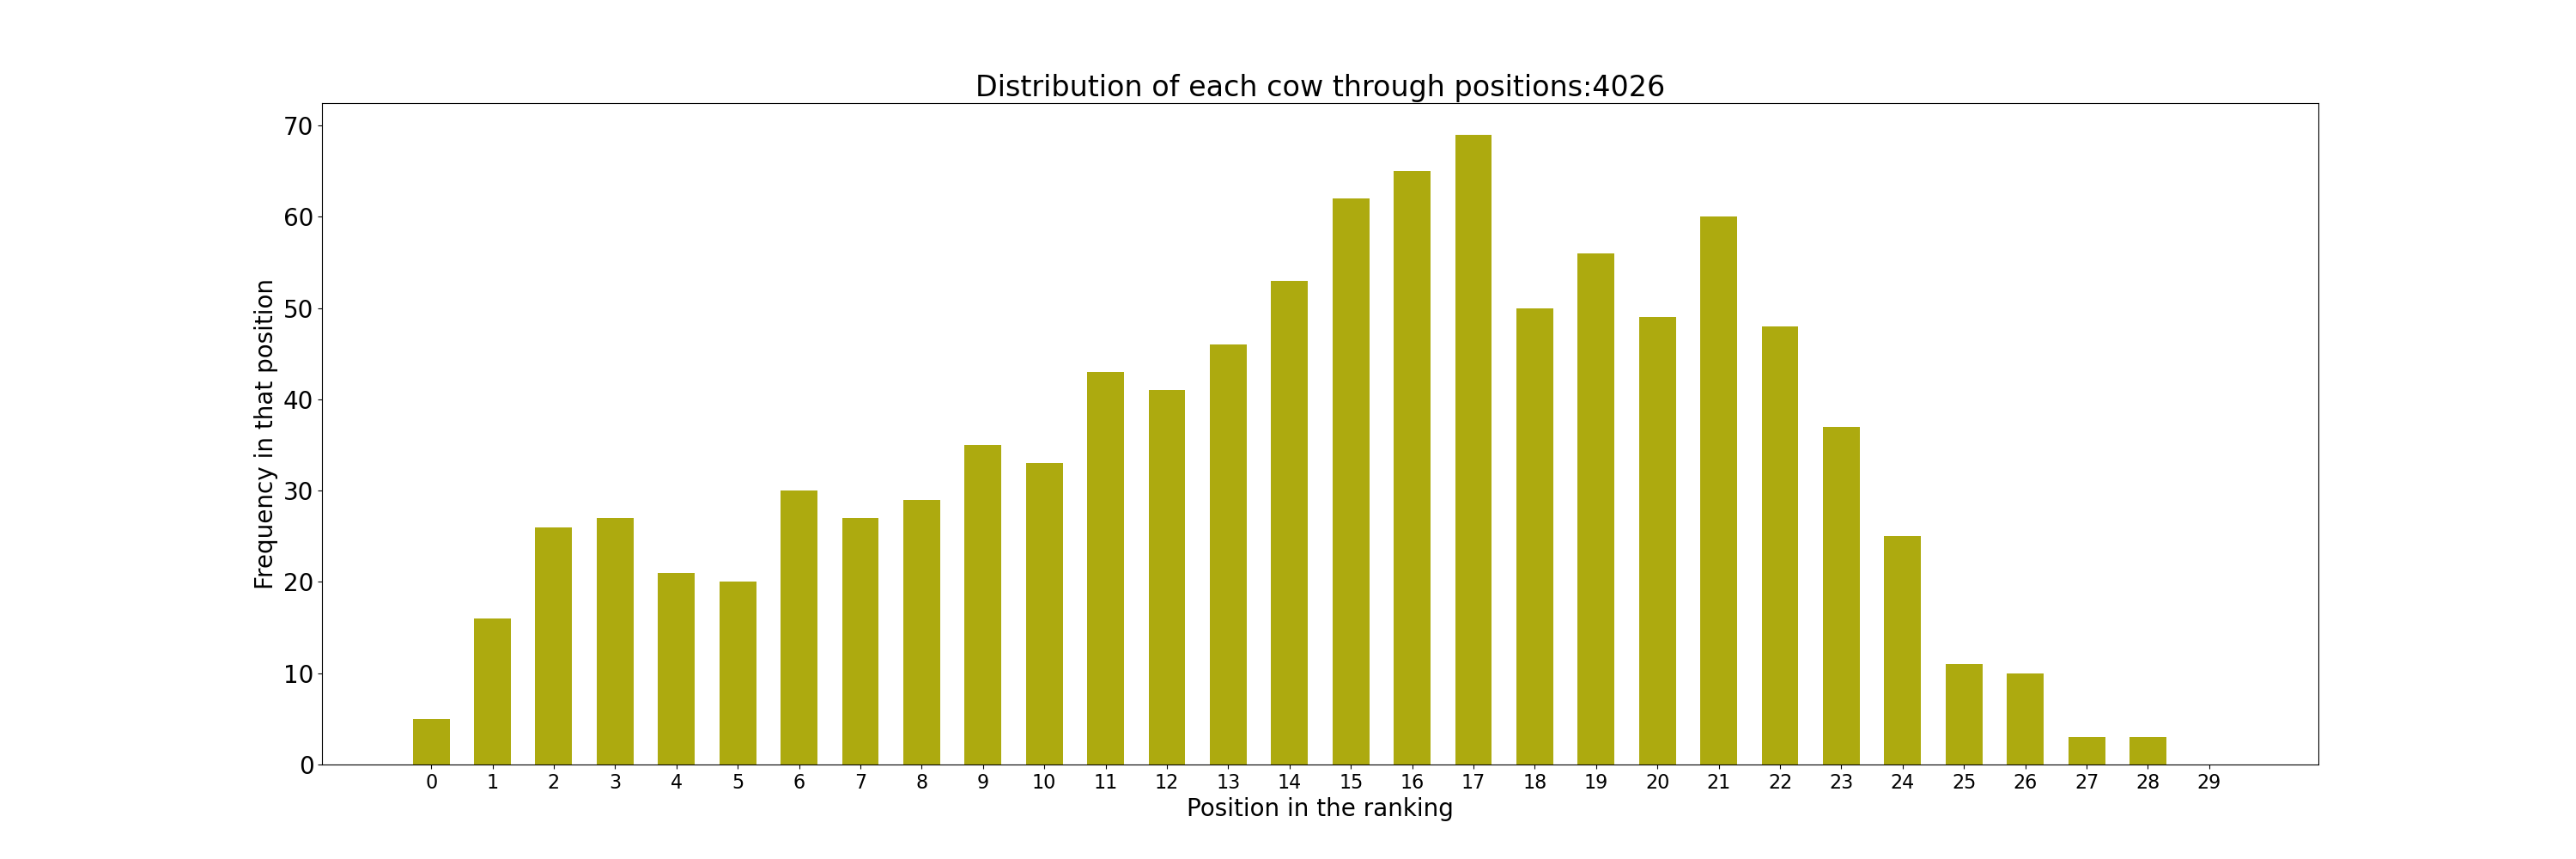 Distribution of each cow through positions:4026
Frequency in that position
70
60
50
40
30
20
10
0
0 1 2 3 4 5 6 7 8 9 10 11 12 13 14 15 16 17 18 19 20 21 22 23 24 25 26 27 28 29
Position in the ranking